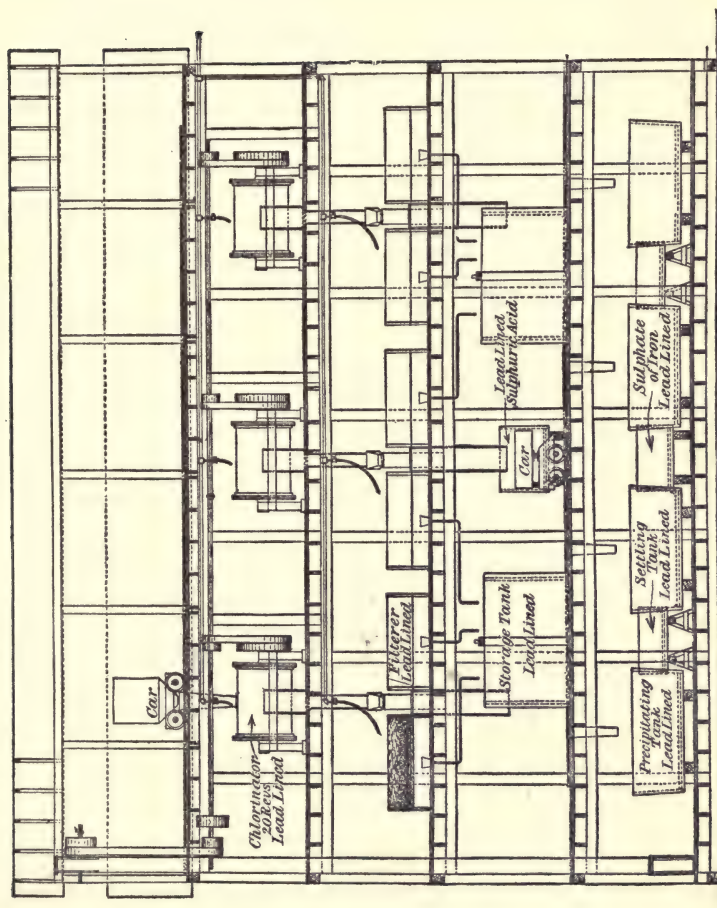 Car
Chlorinator
20 Revs
Lead Lined
Filterer
Lead Lined
Storage Tank
Lead Lined
Lead Lined
Sulphuric Acid
Car
Precipitating
Tank
Lead Lined
Settling
Tank
Lead Lined
Sulphate
of Iron
Lead Lined